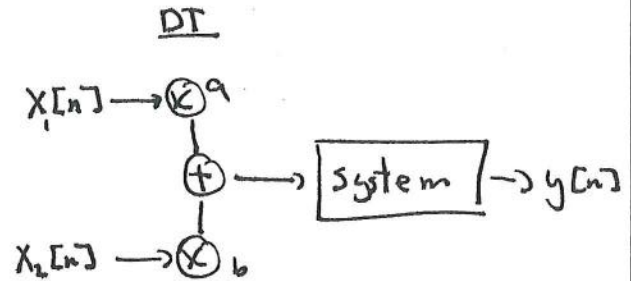 DT
X₁[n] → ⓧ a
+ → system → y[n]
X₂[n] → ⓧ b